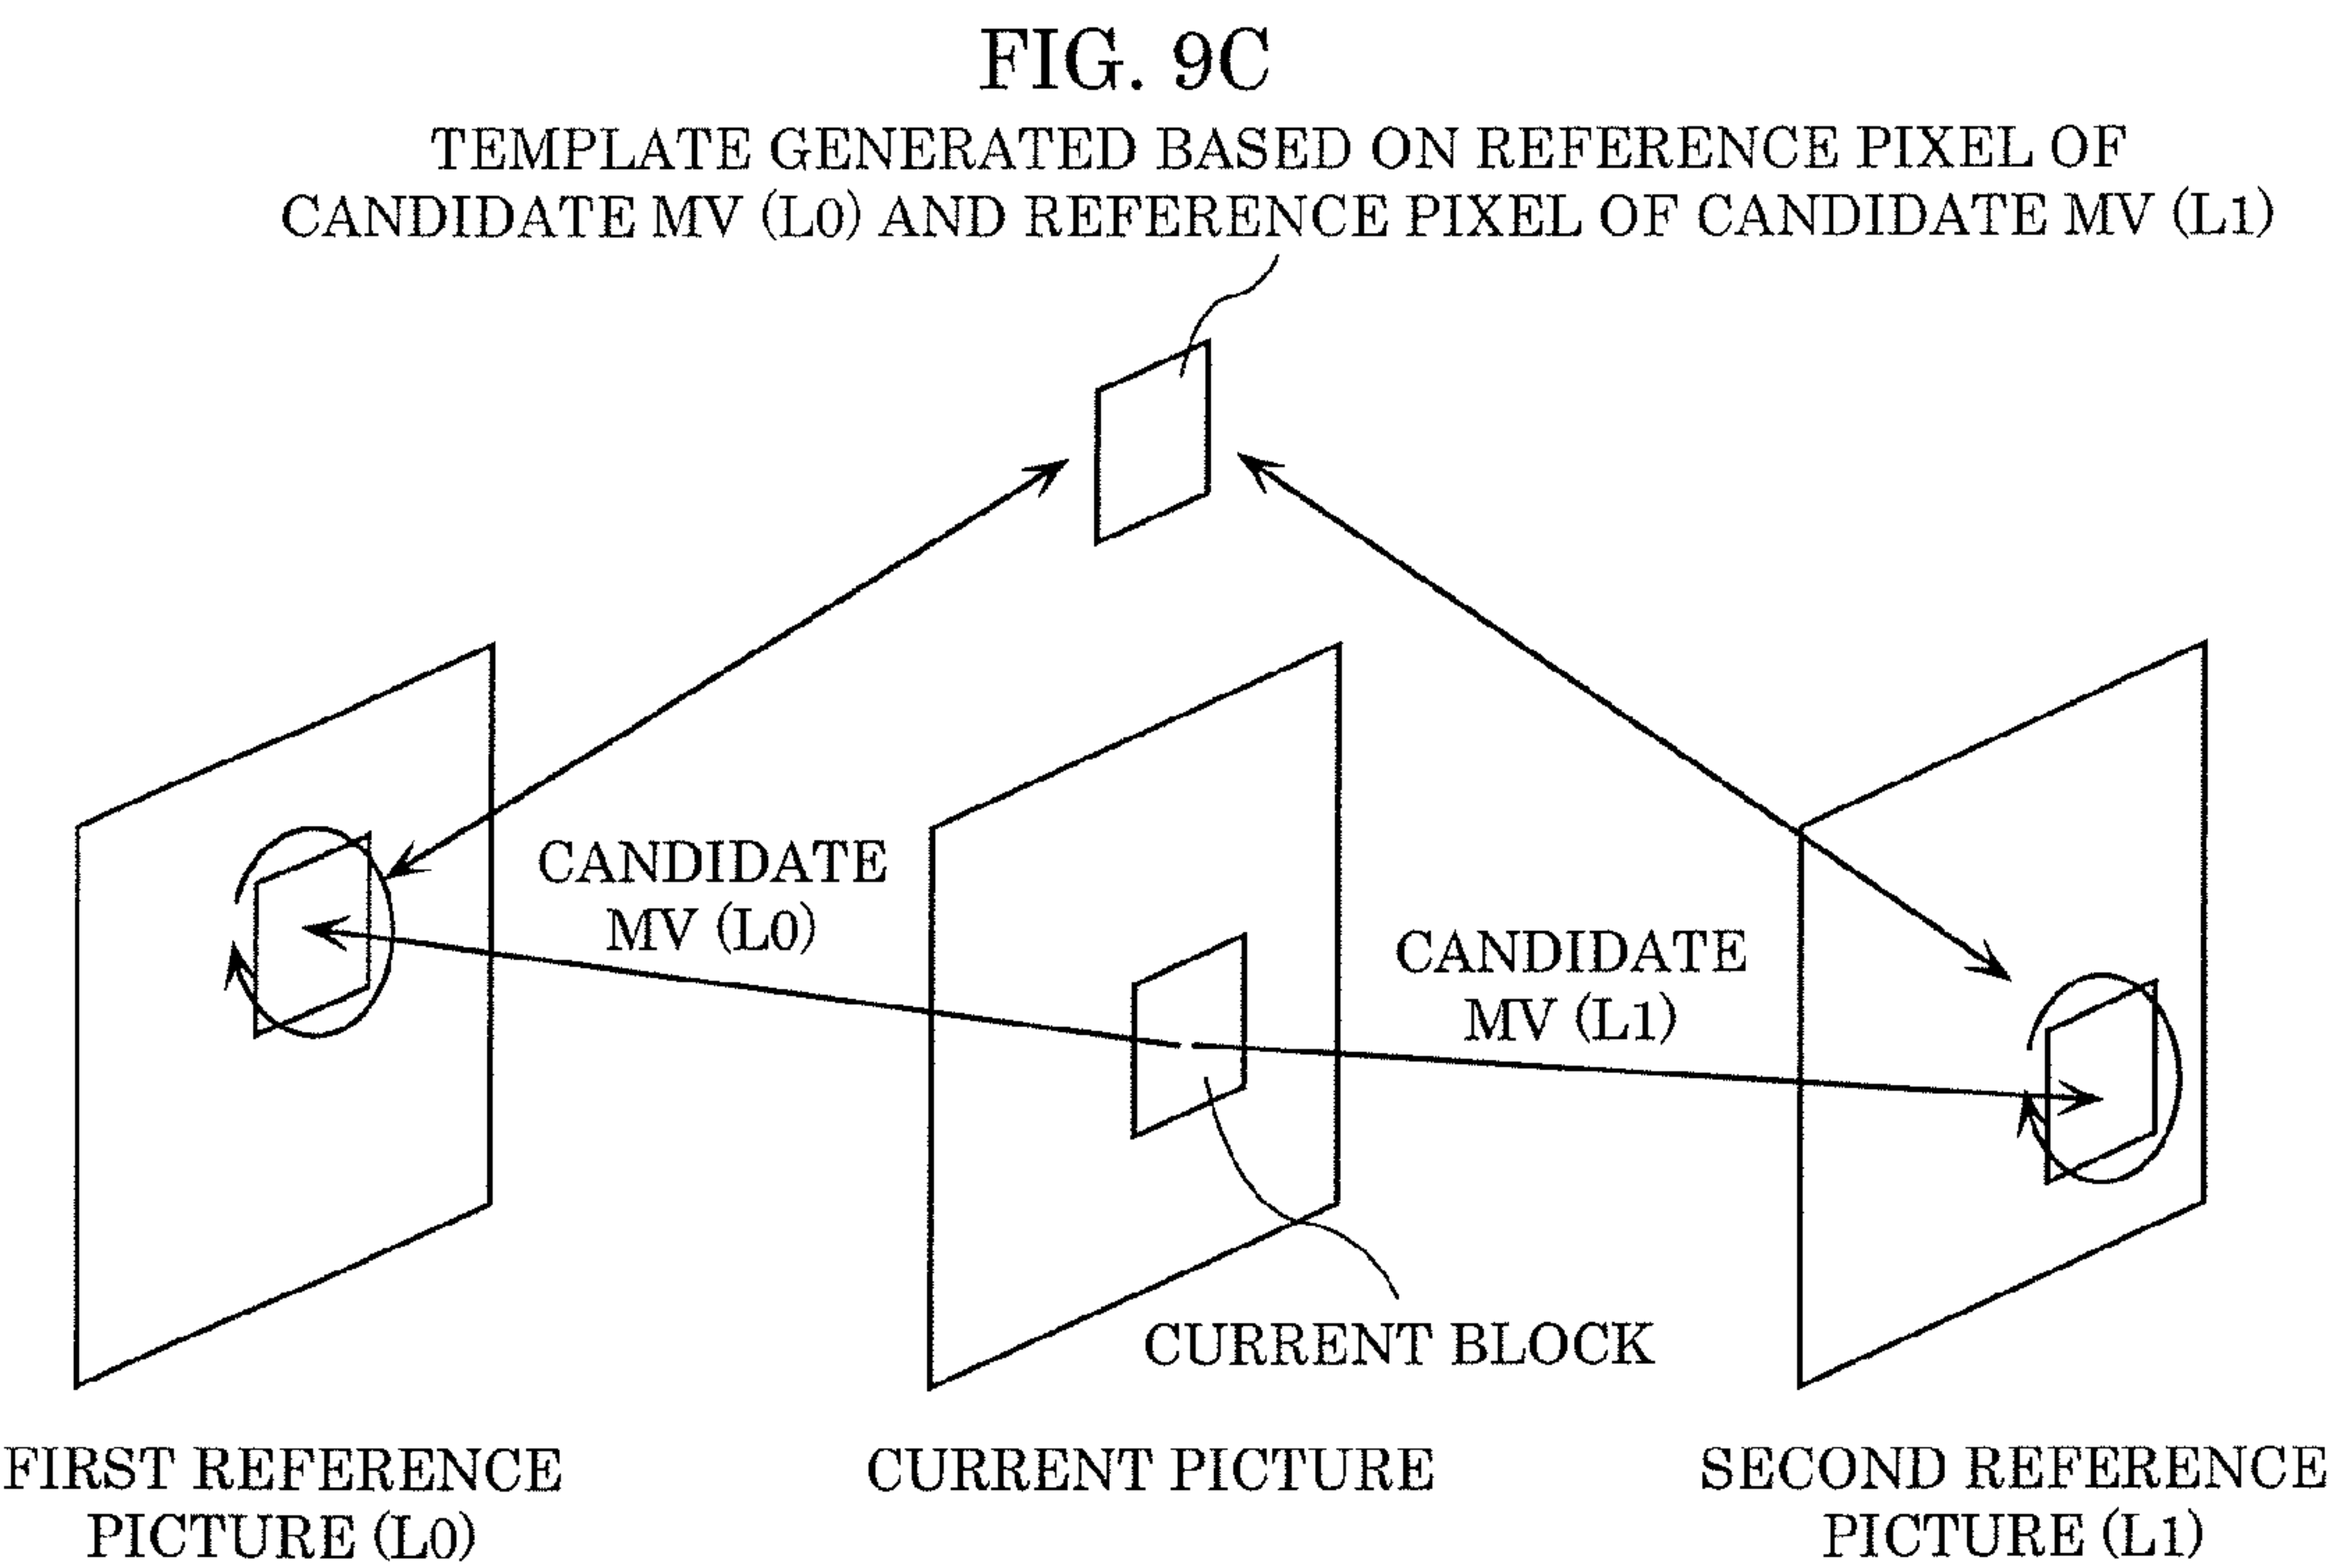 FIG. 9C
TEMPLATE GENERATED BASED ON REFERENCE PIXEL OF
CANDIDATE MV (L0) AND REFERENCE PIXEL OF CANDIDATE MV (L1)
CANDIDATE
MV (L0)
CANDIDATE
MV (L1)
CURRENT BLOCK
FIRST REFERENCE
PICTURE (L0)
CURRENT PICTURE
SECOND REFERENCE
PICTURE (L1)